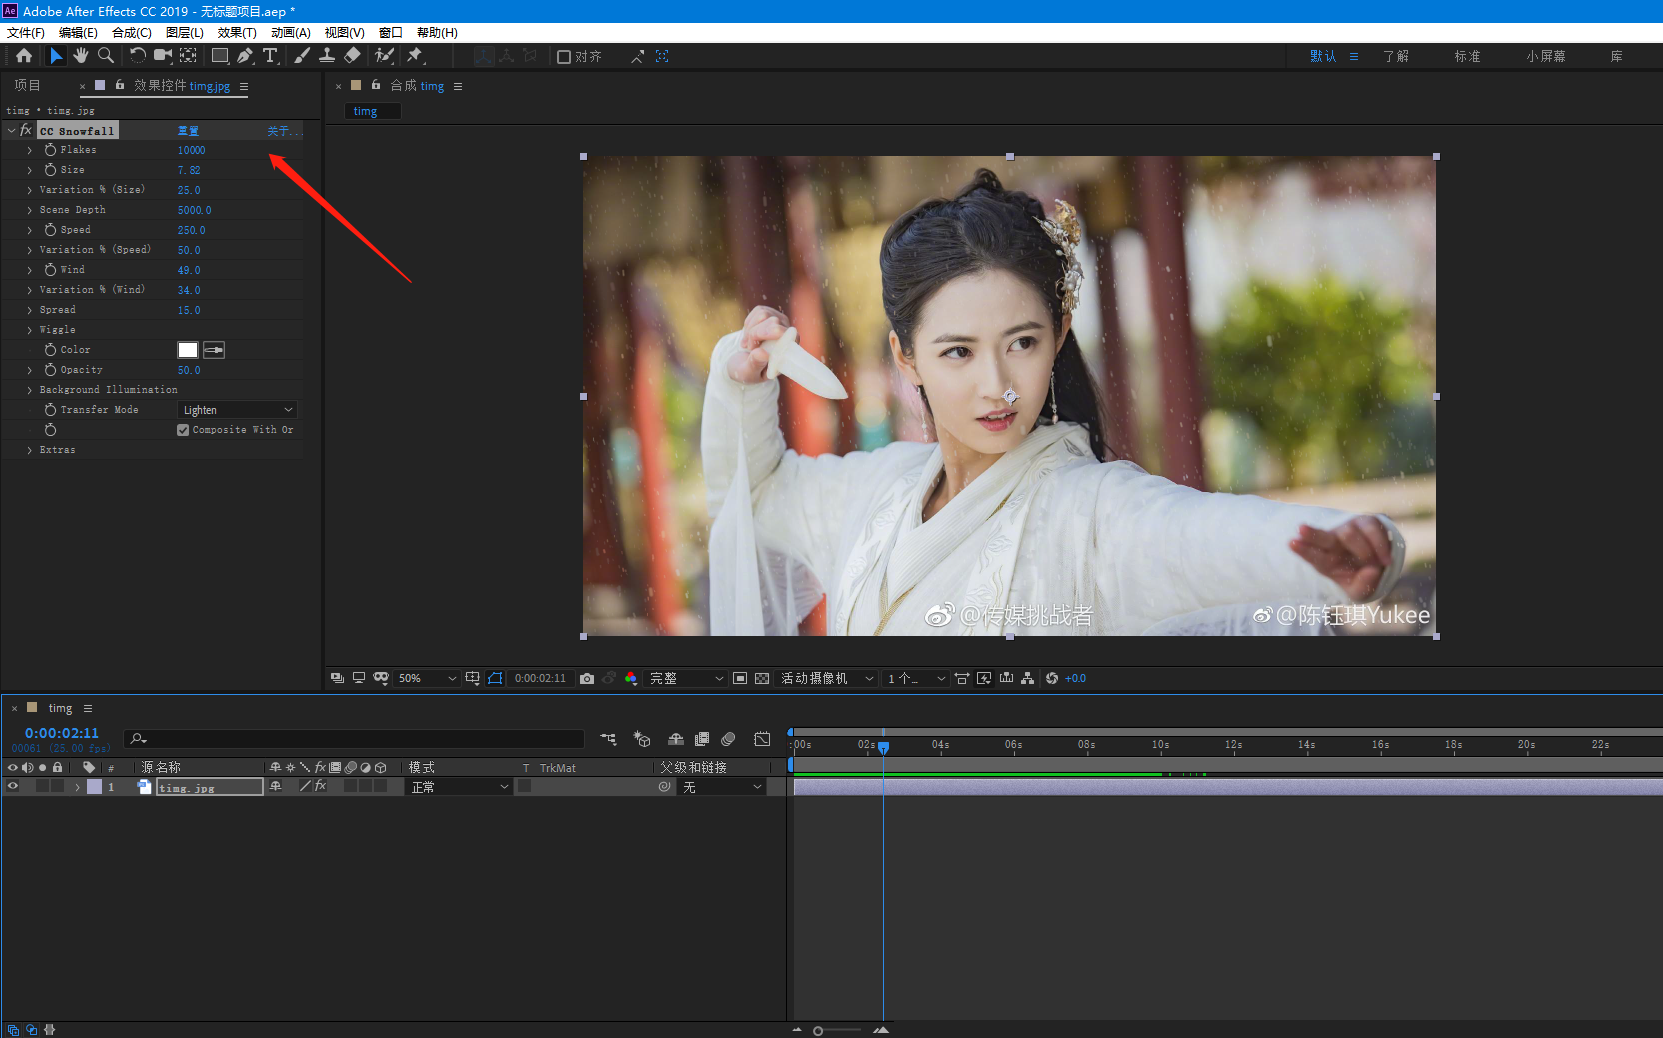 Ae Adobe After Effects CC 2019 - 无标题项目.aep *
文件(F) 编辑(E) 合成(C) 图层(L) 效果(T) 动画(A) 视图(V) 窗口 帮助(H)
对齐 默认 了解 标准 小屏幕 库
项目 × 效果控件 timg.jpg
timg • timg.jpg
fx CC Snowfall 重置 关于...
Flakes 10000
Size 7.82
Variation % (Size) 25.0
Scene Depth 5000.0
Speed 250.0
Variation % (Speed) 50.0
Wind 49.0
Variation % (Wind) 34.0
Spread 15.0
Wiggle
Color
Opacity 50.0
Background Illumination
Transfer Mode Lighten
Composite With Or
Extras
× 合成 timg
timg
@传媒挑战者
@陈钰琪Yukee
50% 0:00:02:11 完整 活动摄像机 1 个... +0.0
× timg
0:00:02:11
00061 (25.00 fps)
:00s 02s 04s 06s 08s 10s 12s 14s 16s 18s 20s 22s
# 源名称 fx 模式 T TrkMat 父级和链接
1 timg.jpg fx 正常 无